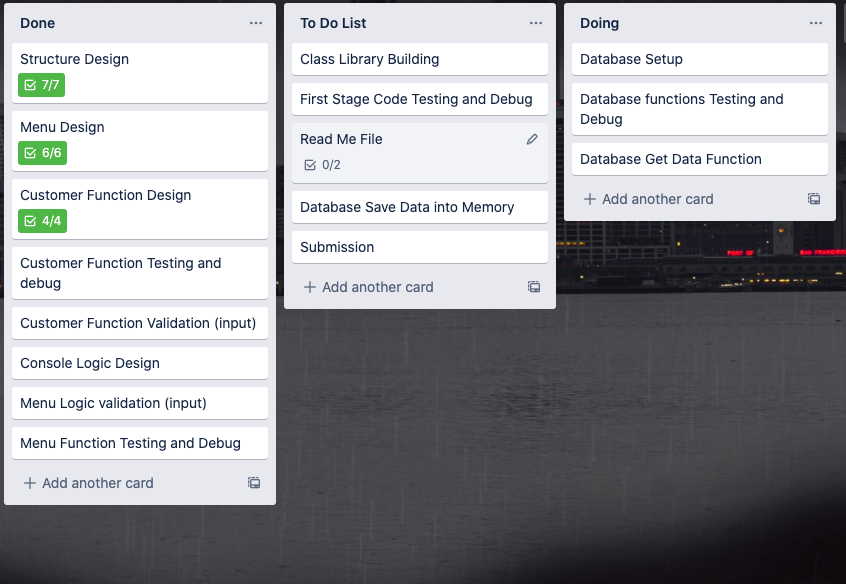 Done
Structure Design
7/7
Menu Design
6/6
Customer Function Design
4/4
Customer Function Testing and
debug
Customer Function Validation (input)
Console Logic Design
Menu Logic validation (input)
Menu Function Testing and Debug
Add another card
To Do List
Class Library Building
First Stage Code Testing and Debug
Read Me File
0/2
Database Save Data into Memory
Submission
Add another card
Doing
Database Setup
Database functions Testing and
Debug
Database Get Data Function
Add another card
PORT OF
SAN FRANCISCO